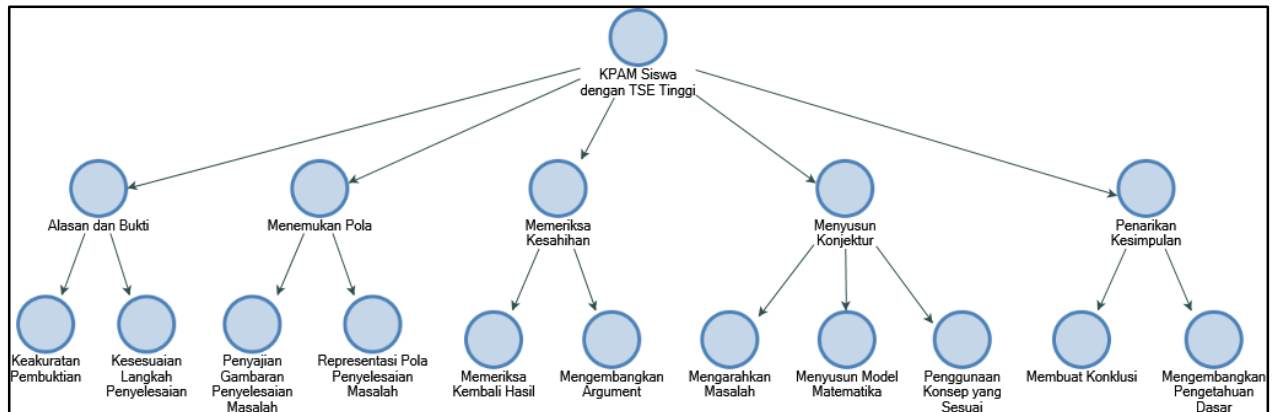 KPAM Siswa
dengan TSE Tinggi
Alasan dan Bukti
Menemukan Pola
Memeriksa
Kesahihan
Menyusun
Konjektur
Penarikan
Kesimpulan
Keakuratan
Pembuktian
Kesesuaian
Langkah
Penyelesaian
Penyajian
Gambaran
Penyelesaian
Masalah
Representasi Pola
Penyelesaian
Masalah
Memeriksa
Kembali Hasil
Mengembangkan
Argument
Mengarahkan
Masalah
Menyusun Model
Matematika
Penggunaan
Konsep yang
Sesuai
Membuat Konklusi
Mengembangkan
Pengetahuan
Dasar